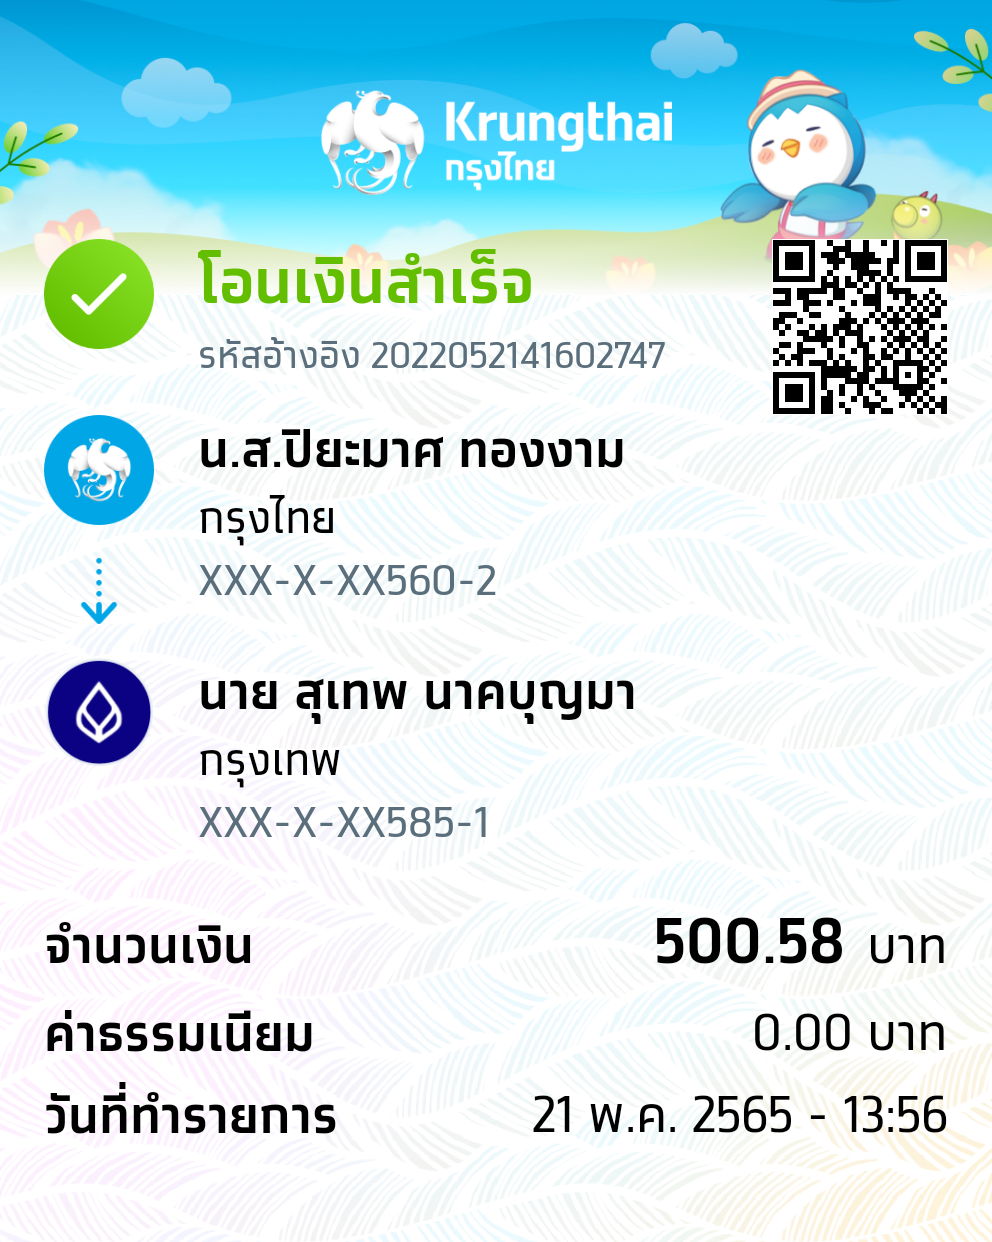 Krungthai
กรุงไทย
โอนเงินสำเร็จ
รหัสอ้างอิง 2022052141602747
น.ส.ปิยะมาศ ทองงาม
กรุงไทย
XXX-X-XX560-2
นาย สุเทพ นาคบุญมา
กรุงเทพ
XXX-X-XX585-1
จำนวนเงิน 500.58 บาท
ค่าธรรมเนียม 0.00 บาท
วันที่ทำรายการ 21 พ.ค. 2565 - 13:56